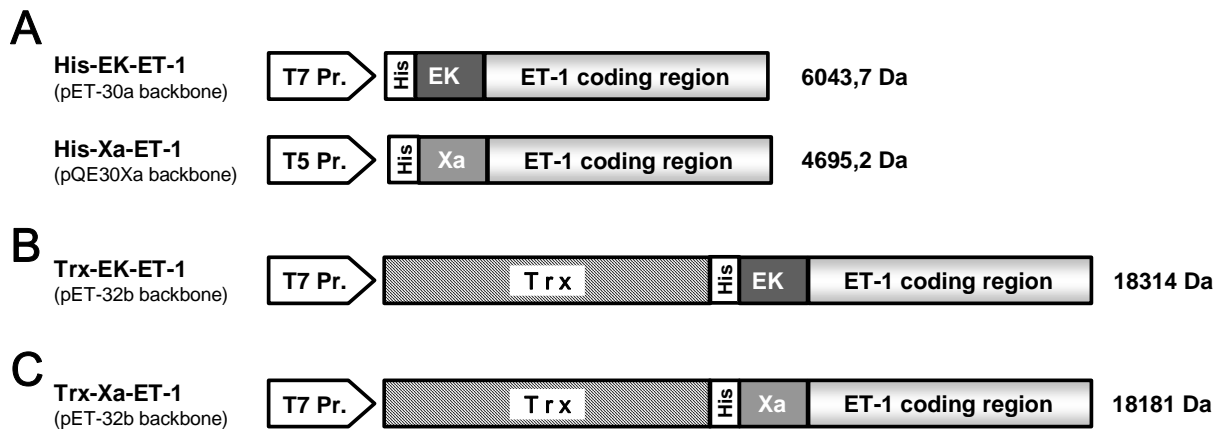 A
His-EK-ET-1
(pET-30a backbone)
T7 Pr.
His
EK
ET-1 coding region
6043,7 Da
His-Xa-ET-1
(pQE30Xa backbone)
T5 Pr.
His
Xa
ET-1 coding region
4695,2 Da
B
Trx-EK-ET-1
(pET-32b backbone)
T7 Pr.
Trx
His
EK
ET-1 coding region
18314 Da
C
Trx-Xa-ET-1
(pET-32b backbone)
T7 Pr.
Trx
His
Xa
ET-1 coding region
18181 Da